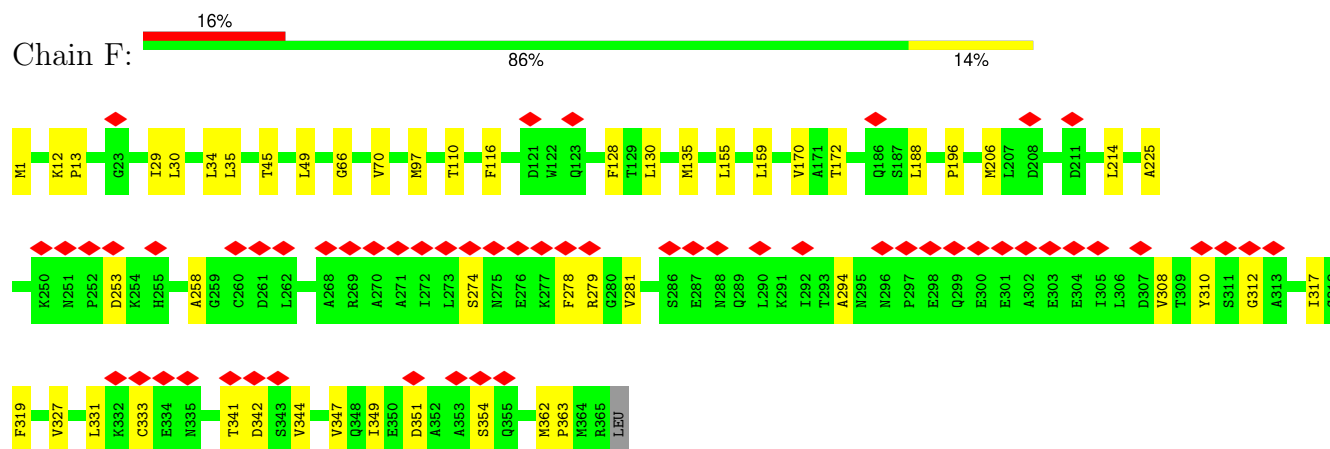 16%
Chain F:
86% 14%
M1 K12 P13 G23 I29 L30 L34 L35 T45 L49 G66 V70 M97 T110 F116 D121 W122 Q123 F128 T129 L130 M135 L155 L159 V170 A171 T172 Q186 S187 L188 P196 M206 L207 D208 D211 L214 A225
K250 N251 P252 D253 K254 H255 A258 G259 G260 D261 L262 A268 R269 A270 A271 I272 L273 S274 N275 E276 K277 F278 R279 G280 V281 S286 E287 N288 Q289 L290 K291 I292 T293 A294 N295 N296 P297 E298 Q299 E300 E301 A302 E303 E304 I305 L306 D307 V308 T309 Y310 S311 G312 A313 I317
F319 V327 L331 K332 C333 E334 N335 T341 D342 S343 V344 V347 Q348 I349 E350 D351 A352 A353 S354 Q355 M362 P363 M364 R365 LEU